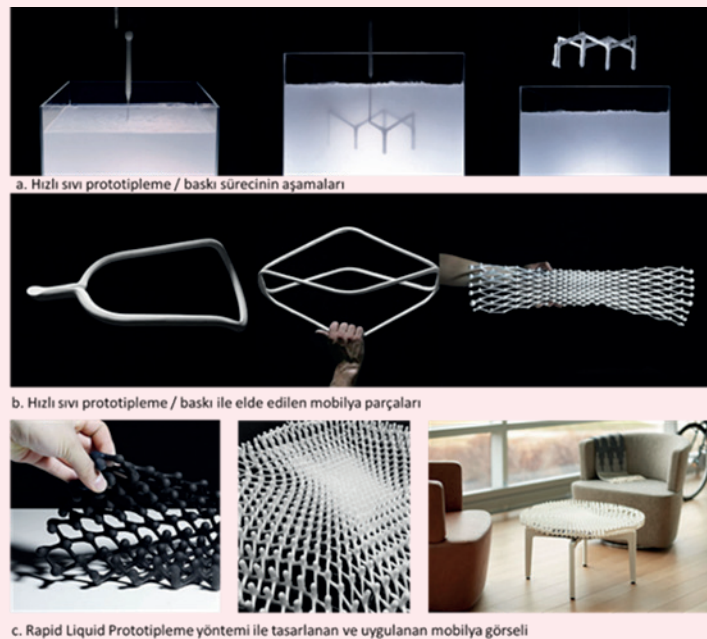 a. Hızlı sıvı prototipleme / baskı sürecinin aşamaları
b. Hızlı sıvı prototipleme / baskı ile elde edilen mobilya parçaları
c. Rapid Liquid Prototipleme yöntemi ile tasarlanan ve uygulanan mobilya görseli